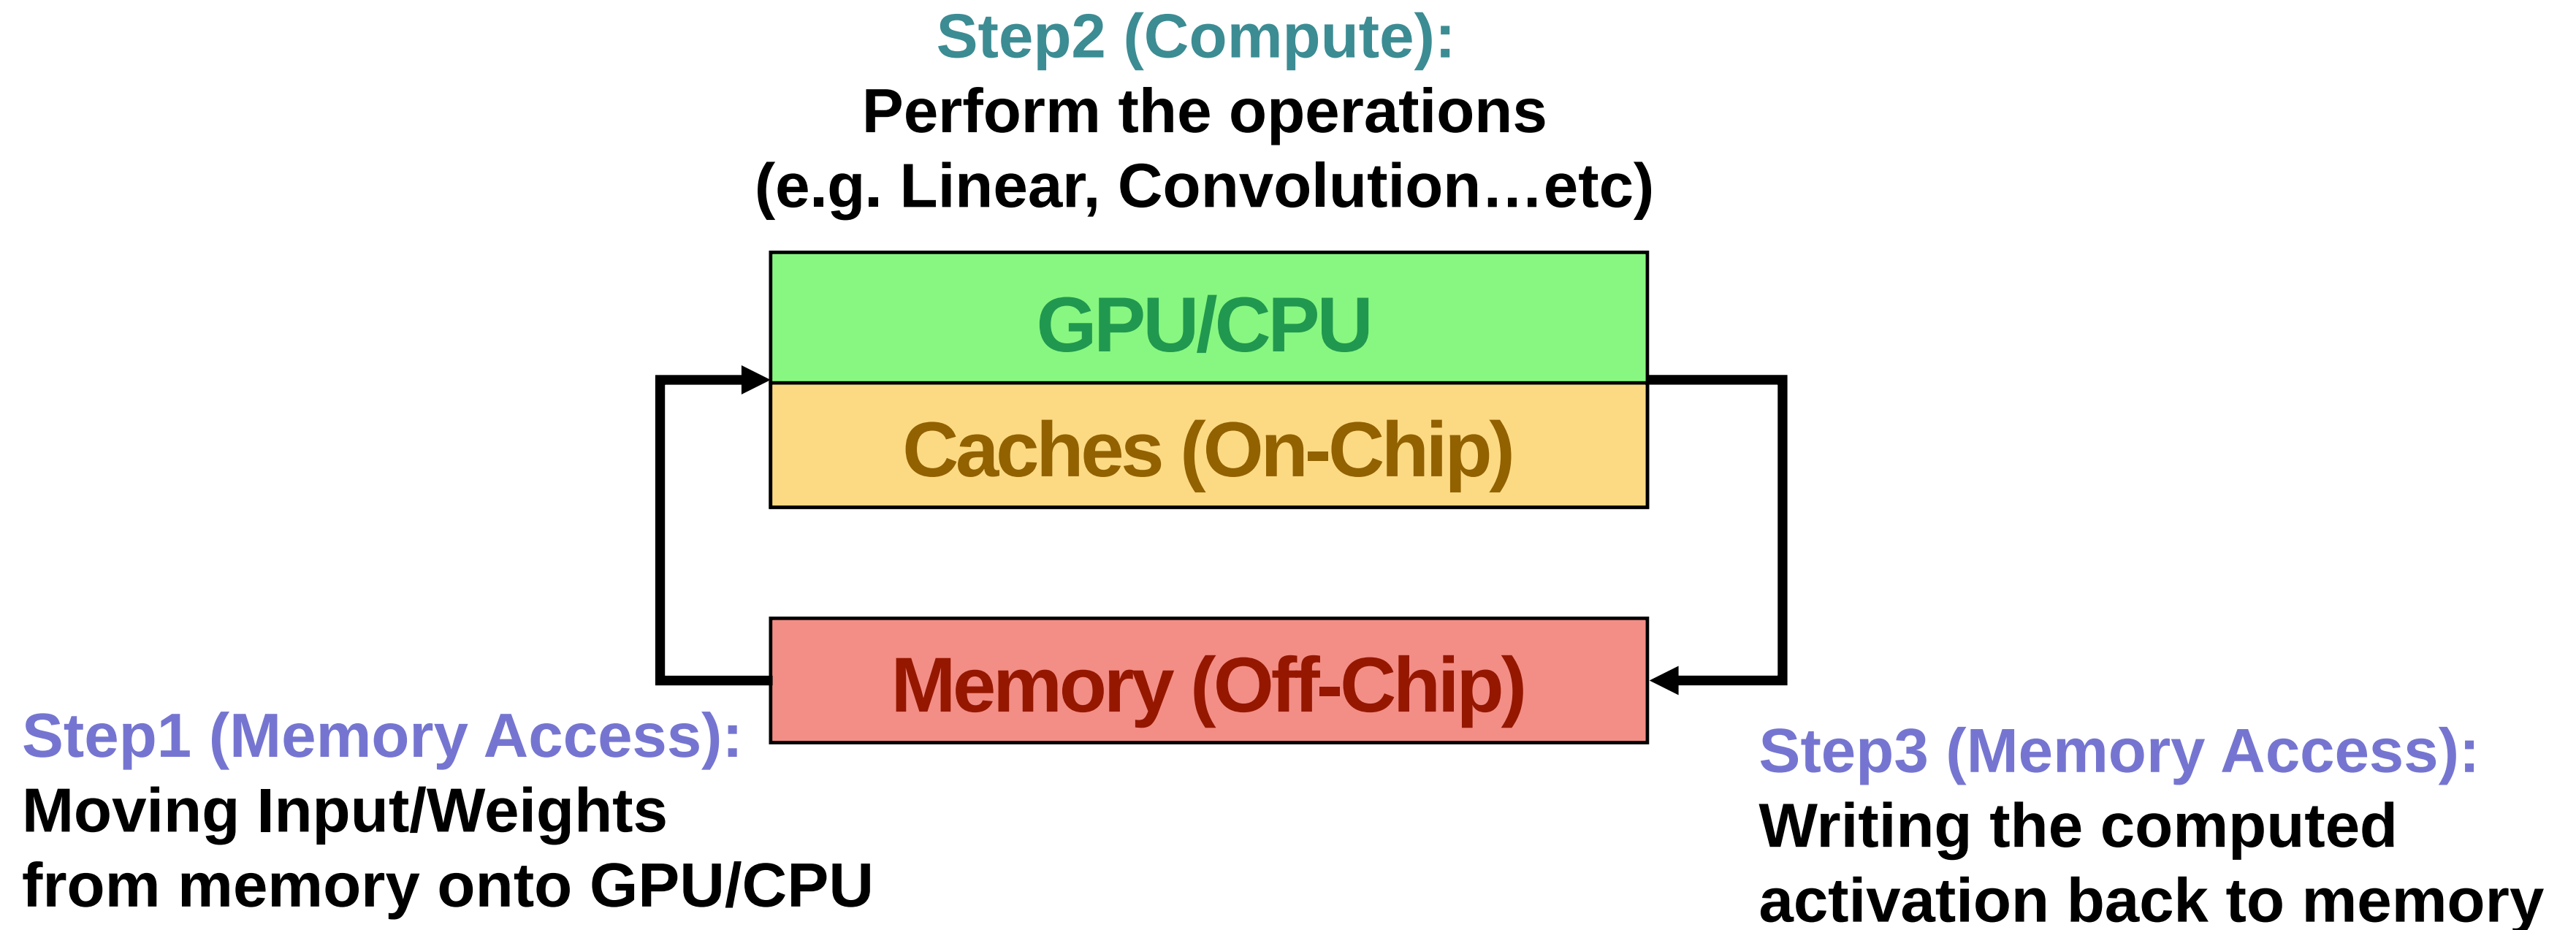 Step2 (Compute):
Perform the operations
(e.g. Linear, Convolution…etc)
GPU/CPU
Caches (On-Chip)
Memory (Off-Chip)
Step1 (Memory Access):
Moving Input/Weights
from memory onto GPU/CPU
Step3 (Memory Access):
Writing the computed
activation back to memory